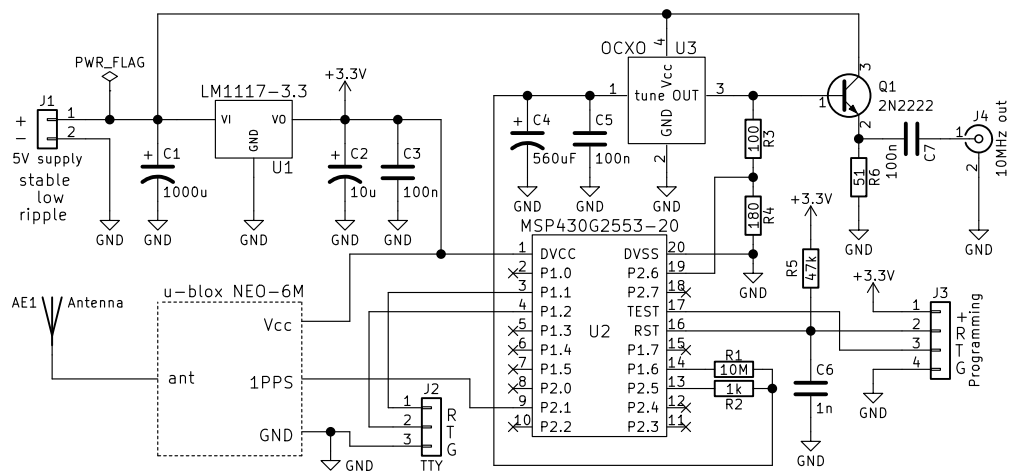 PWR_FLAG
J1
+
1
-
2
5V supply
stable
low
ripple
GND
+
C1
1000u
GND
LM1117-3.3
VI
VO
GND
U1
GND
+3.3V
+
C2
10u
GND
C3
100n
GND
OCXO
U3
4
Vcc
1
tune OUT
3
GND
2
GND
+
C4
560uF
GND
C5
100n
GND
100
R3
180
R4
GND
3
1
2
Q1
2N2222
51
R6
GND
100n
C7
J4
1
2
10MHz out
GND
AE1
Antenna
u-blox NEO-6M
Vcc
ant
1PPS
GND
GND
J2
1
2
3
R
T
G
TTY
MSP430G2553-20
U2
1 DVCC
2 P1.0
3 P1.1
4 P1.2
5 P1.3
6 P1.4
7 P1.5
8 P2.0
9 P2.1
10 P2.2
DVSS 20
P2.6 19
P2.7 18
TEST 17
RST 16
P1.7 15
P1.6 14
P2.5 13
P2.4 12
P2.3 11
R1
10M
1k
R2
+3.3V
R5
47k
C6
1n
GND
+3.3V
J3
1
2
3
4
+
R
T
G
Programming
GND